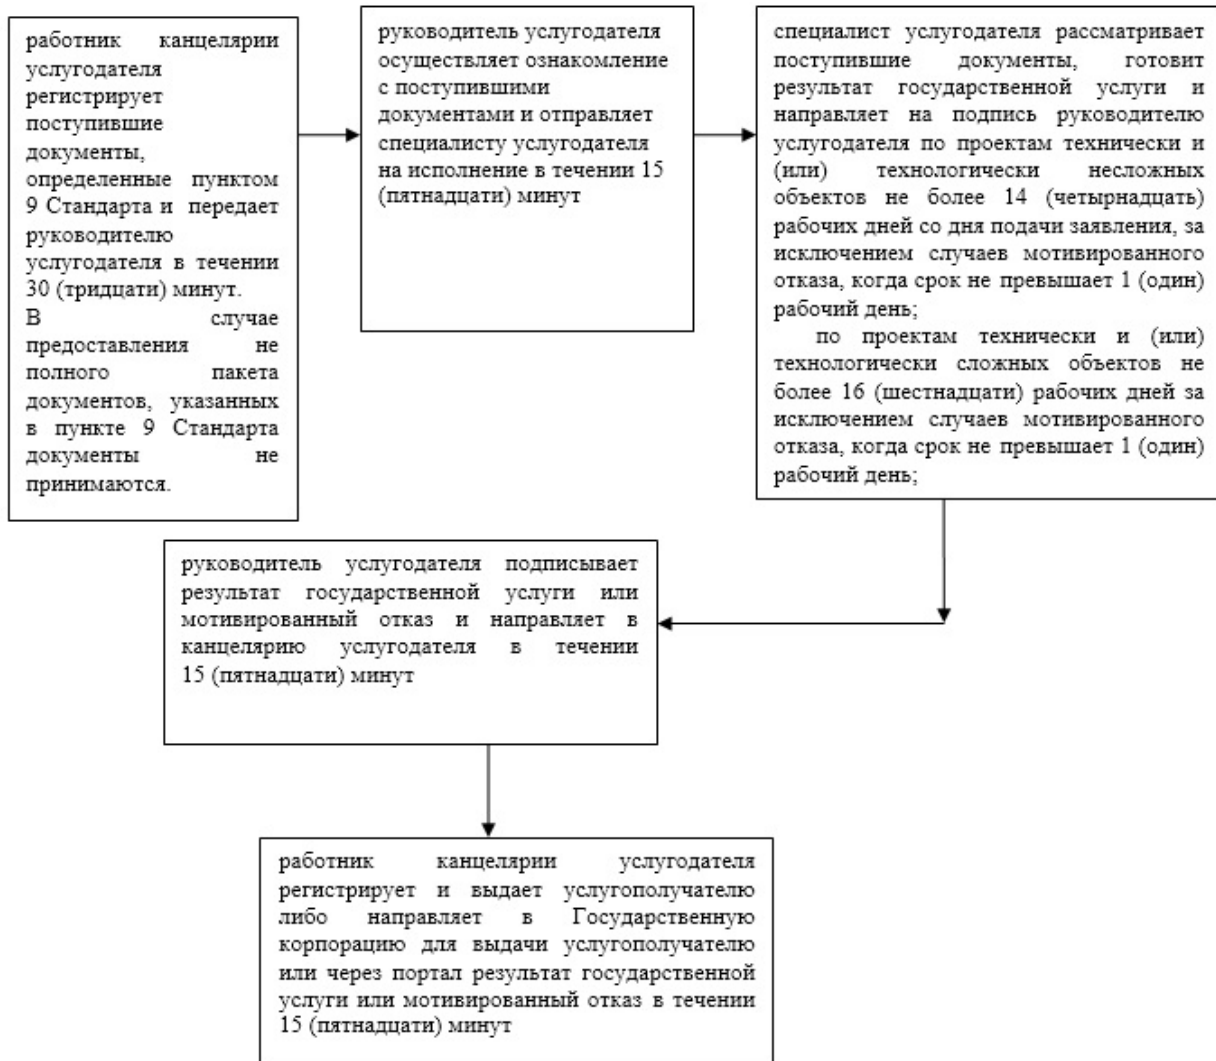 работник канцелярии
услугодателя
регистрирует
поступившие
документы,
определенные пунктом
9 Стандарта и передает
руководителю
услугодателя в течении
30 (тридцати) минут.
В случае
предоставления не
полного пакета
документов, указанных
в пункте 9 Стандарта
документы не
принимаются.
руководитель услугодателя
осуществляет ознакомление
с поступившими
документами и отправляет
специалисту услугодателя
на исполнение в течении 15
(пятнадцати) минут
специалист услугодателя рассматривает
поступившие документы, готовит
результат государственной услуги и
направляет на подпись руководителю
услугодателя по проектам технически и
(или) технологически несложных
объектов не более 14 (четырнадцать)
рабочих дней со дня подачи заявления, за
исключением случаев мотивированного
отказа, когда срок не превышает 1 (один)
рабочий день;
по проектам технически и (или)
технологически сложных объектов не
более 16 (шестнадцати) рабочих дней за
исключением случаев мотивированного
отказа, когда срок не превышает 1 (один)
рабочий день;
руководитель услугодателя подписывает
результат государственной услуги или
мотивированный отказ и направляет в
канцелярию услугодателя в течении
15 (пятнадцати) минут
работник канцелярии услугодателя
регистрирует и выдает услугополучателю
либо направляет в Государственную
корпорацию для выдачи услугополучателю
или через портал результат государственной
услуги или мотивированный отказ в течении
15 (пятнадцати) минут